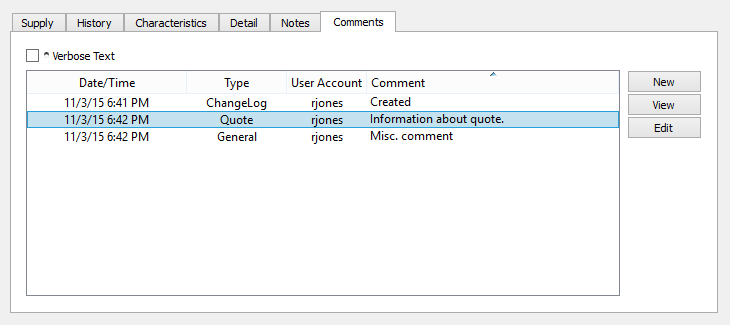 Supply History Characteristics Detail Notes Comments
^ Verbose Text
Date/Time Type User Account Comment
New
11/3/15 6:41 PM ChangeLog rjones Created
View
11/3/15 6:42 PM Quote rjones Information about quote.
Edit
11/3/15 6:42 PM General rjones Misc. comment